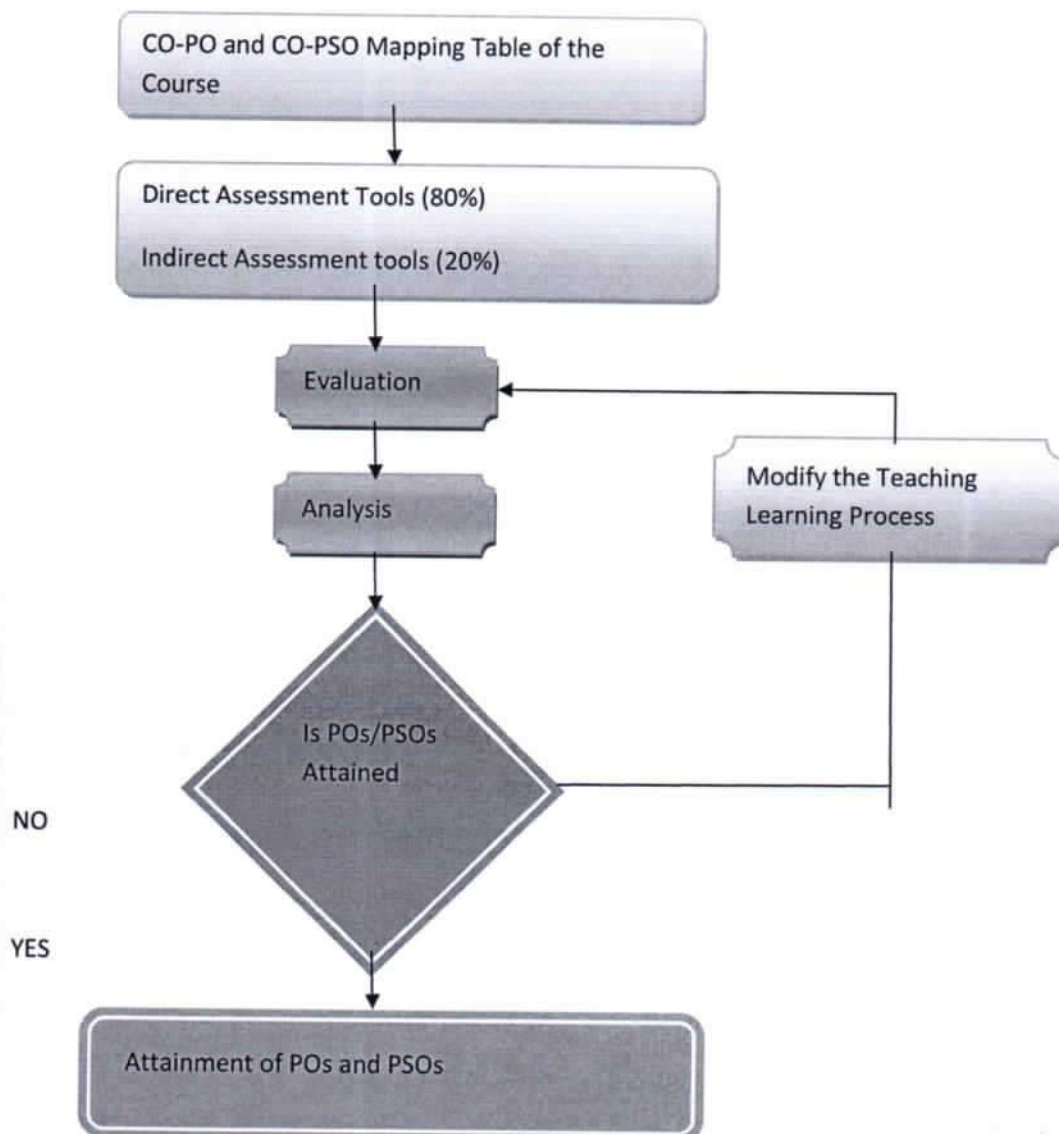 CO-PO and CO-PSO Mapping Table of the
Course
Direct Assessment Tools (80%)
Indirect Assessment tools (20%)
Evaluation
Analysis
Modify the Teaching
Learning Process
Is POs/PSOs
Attained
NO
YES
Attainment of POs and PSOs